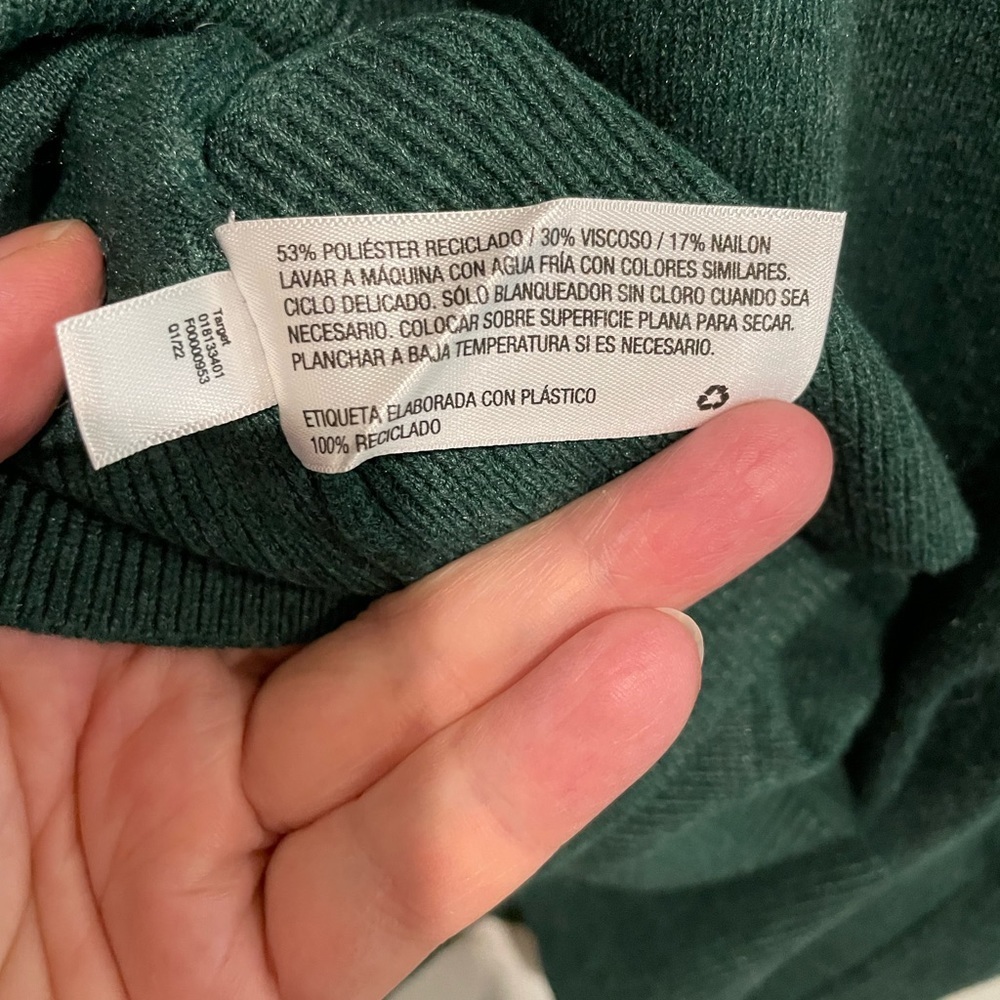 53% POLIÉSTER RECICLADO / 30% VISCOSO / 17% NAILON
LAVAR A MÁQUINA CON AGUA FRÍA CON COLORES SIMILARES.
CICLO DELICADO. SÓLO BLANQUEADOR SIN CLORO CUANDO SEA
NECESARIO. COLOCAR SOBRE SUPERFICIE PLANA PARA SECAR.
PLANCHAR A BAJA TEMPERATURA SI ES NECESARIO.
ETIQUETA ELABORADA CON PLÁSTICO
100% RECICLADO
Target
018133401
F00000953
Q1/22